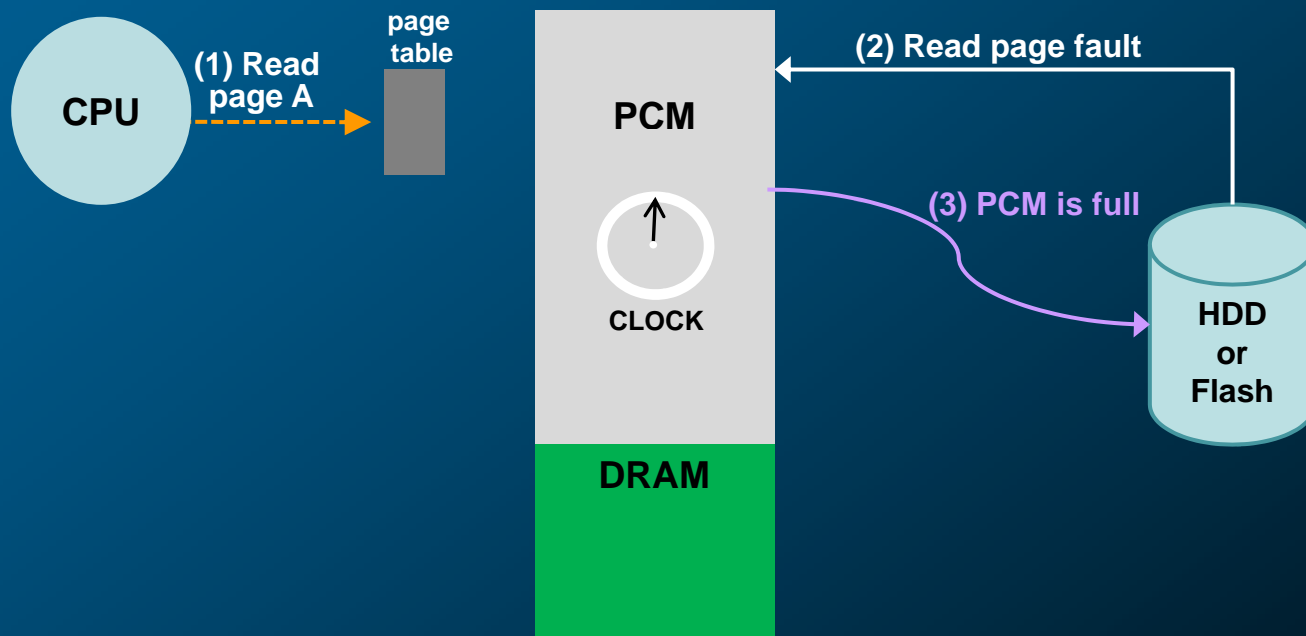 CPU
(1) Read
page A
page
table
PCM
CLOCK
DRAM
(2) Read page fault
(3) PCM is full
HDD
or
Flash